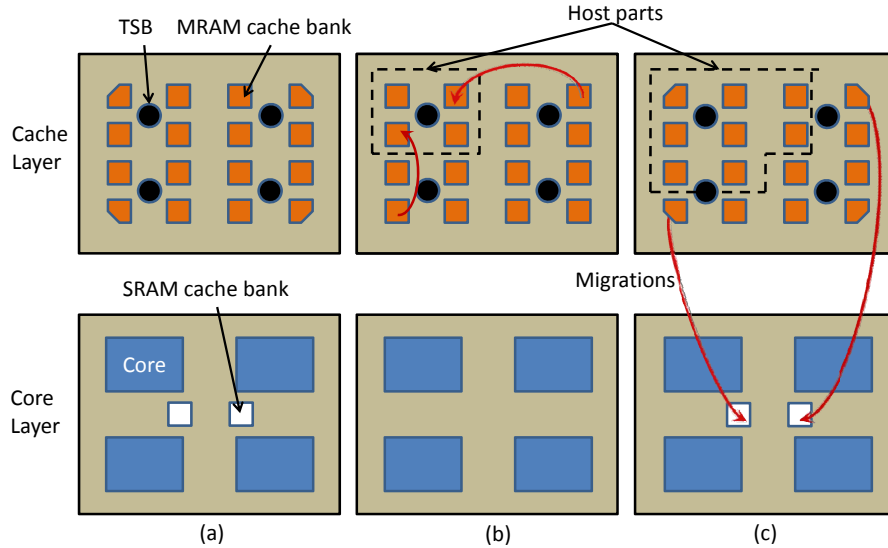 TSB
MRAM cache bank
Host parts
Cache
Layer
SRAM cache bank
Migrations
Core
Core
Layer
(a)
(b)
(c)